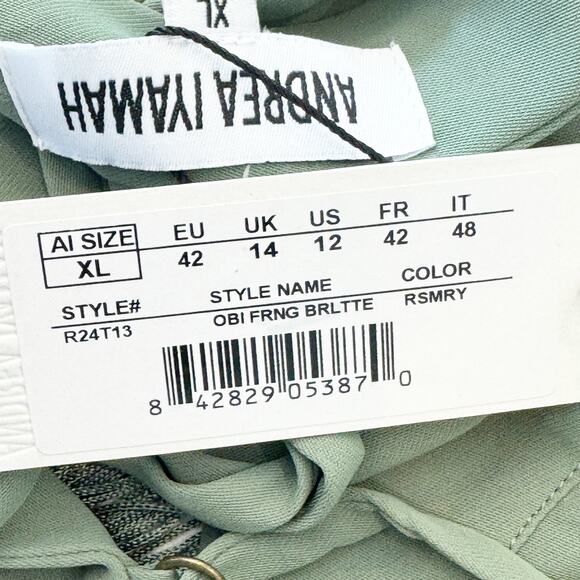 XL
ANDREA IYAMAH
AI SIZE EU UK US FR IT
XL 42 14 12 42 48
STYLE# STYLE NAME COLOR
R24T13 OBI FRNG BRLTTE RSMRY
8 42829 05387 0